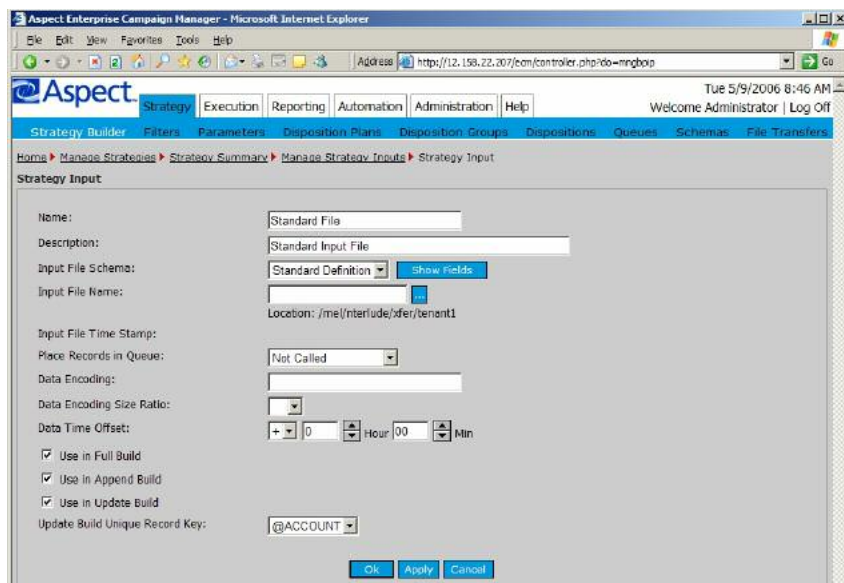 Aspect Enterprise Campaign Manager - Microsoft Internet Explorer
File Edit View Favorites Tools Help
Address http://12.158.22.207/ecm/controller.php?do=mngbpip Go
Aspect.
Tue 5/9/2006 8:46 AM
Strategy Execution Reporting Automation Administration Help
Welcome Administrator | Log Off
Strategy Builder Filters Parameters Disposition Plans Disposition Groups Dispositions Queues Schemas File Transfers
Home Manage Strategies Strategy Summary Manage Strategy Inputs Strategy Input
Strategy Input
Name: Standard File
Description: Standard Input File
Input File Schema: Standard Definition Show Fields
Input File Name: ...
Location: /mel/nterlude/xfer/tenant1
Input File Time Stamp:
Place Records in Queue: Not Called
Data Encoding:
Data Encoding Size Ratio:
Data Time Offset: + 0 Hour 00 Min
Use in Full Build
Use in Append Build
Use in Update Build
Update Build Unique Record Key: @ACCOUNT
Ok Apply Cancel